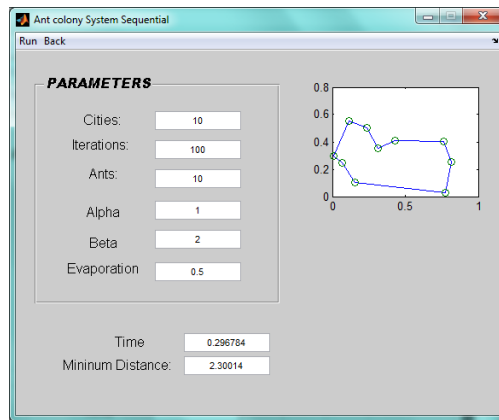 Ant colony System Sequential
Run Back
PARAMETERS
Cities: 10
Iterations: 100
Ants: 10
Alpha 1
Beta 2
Evaporation 0.5
0.8
0.6
0.4
0.2
0
0 0.5 1
Time 0.296784
Mininum Distance: 2.30014